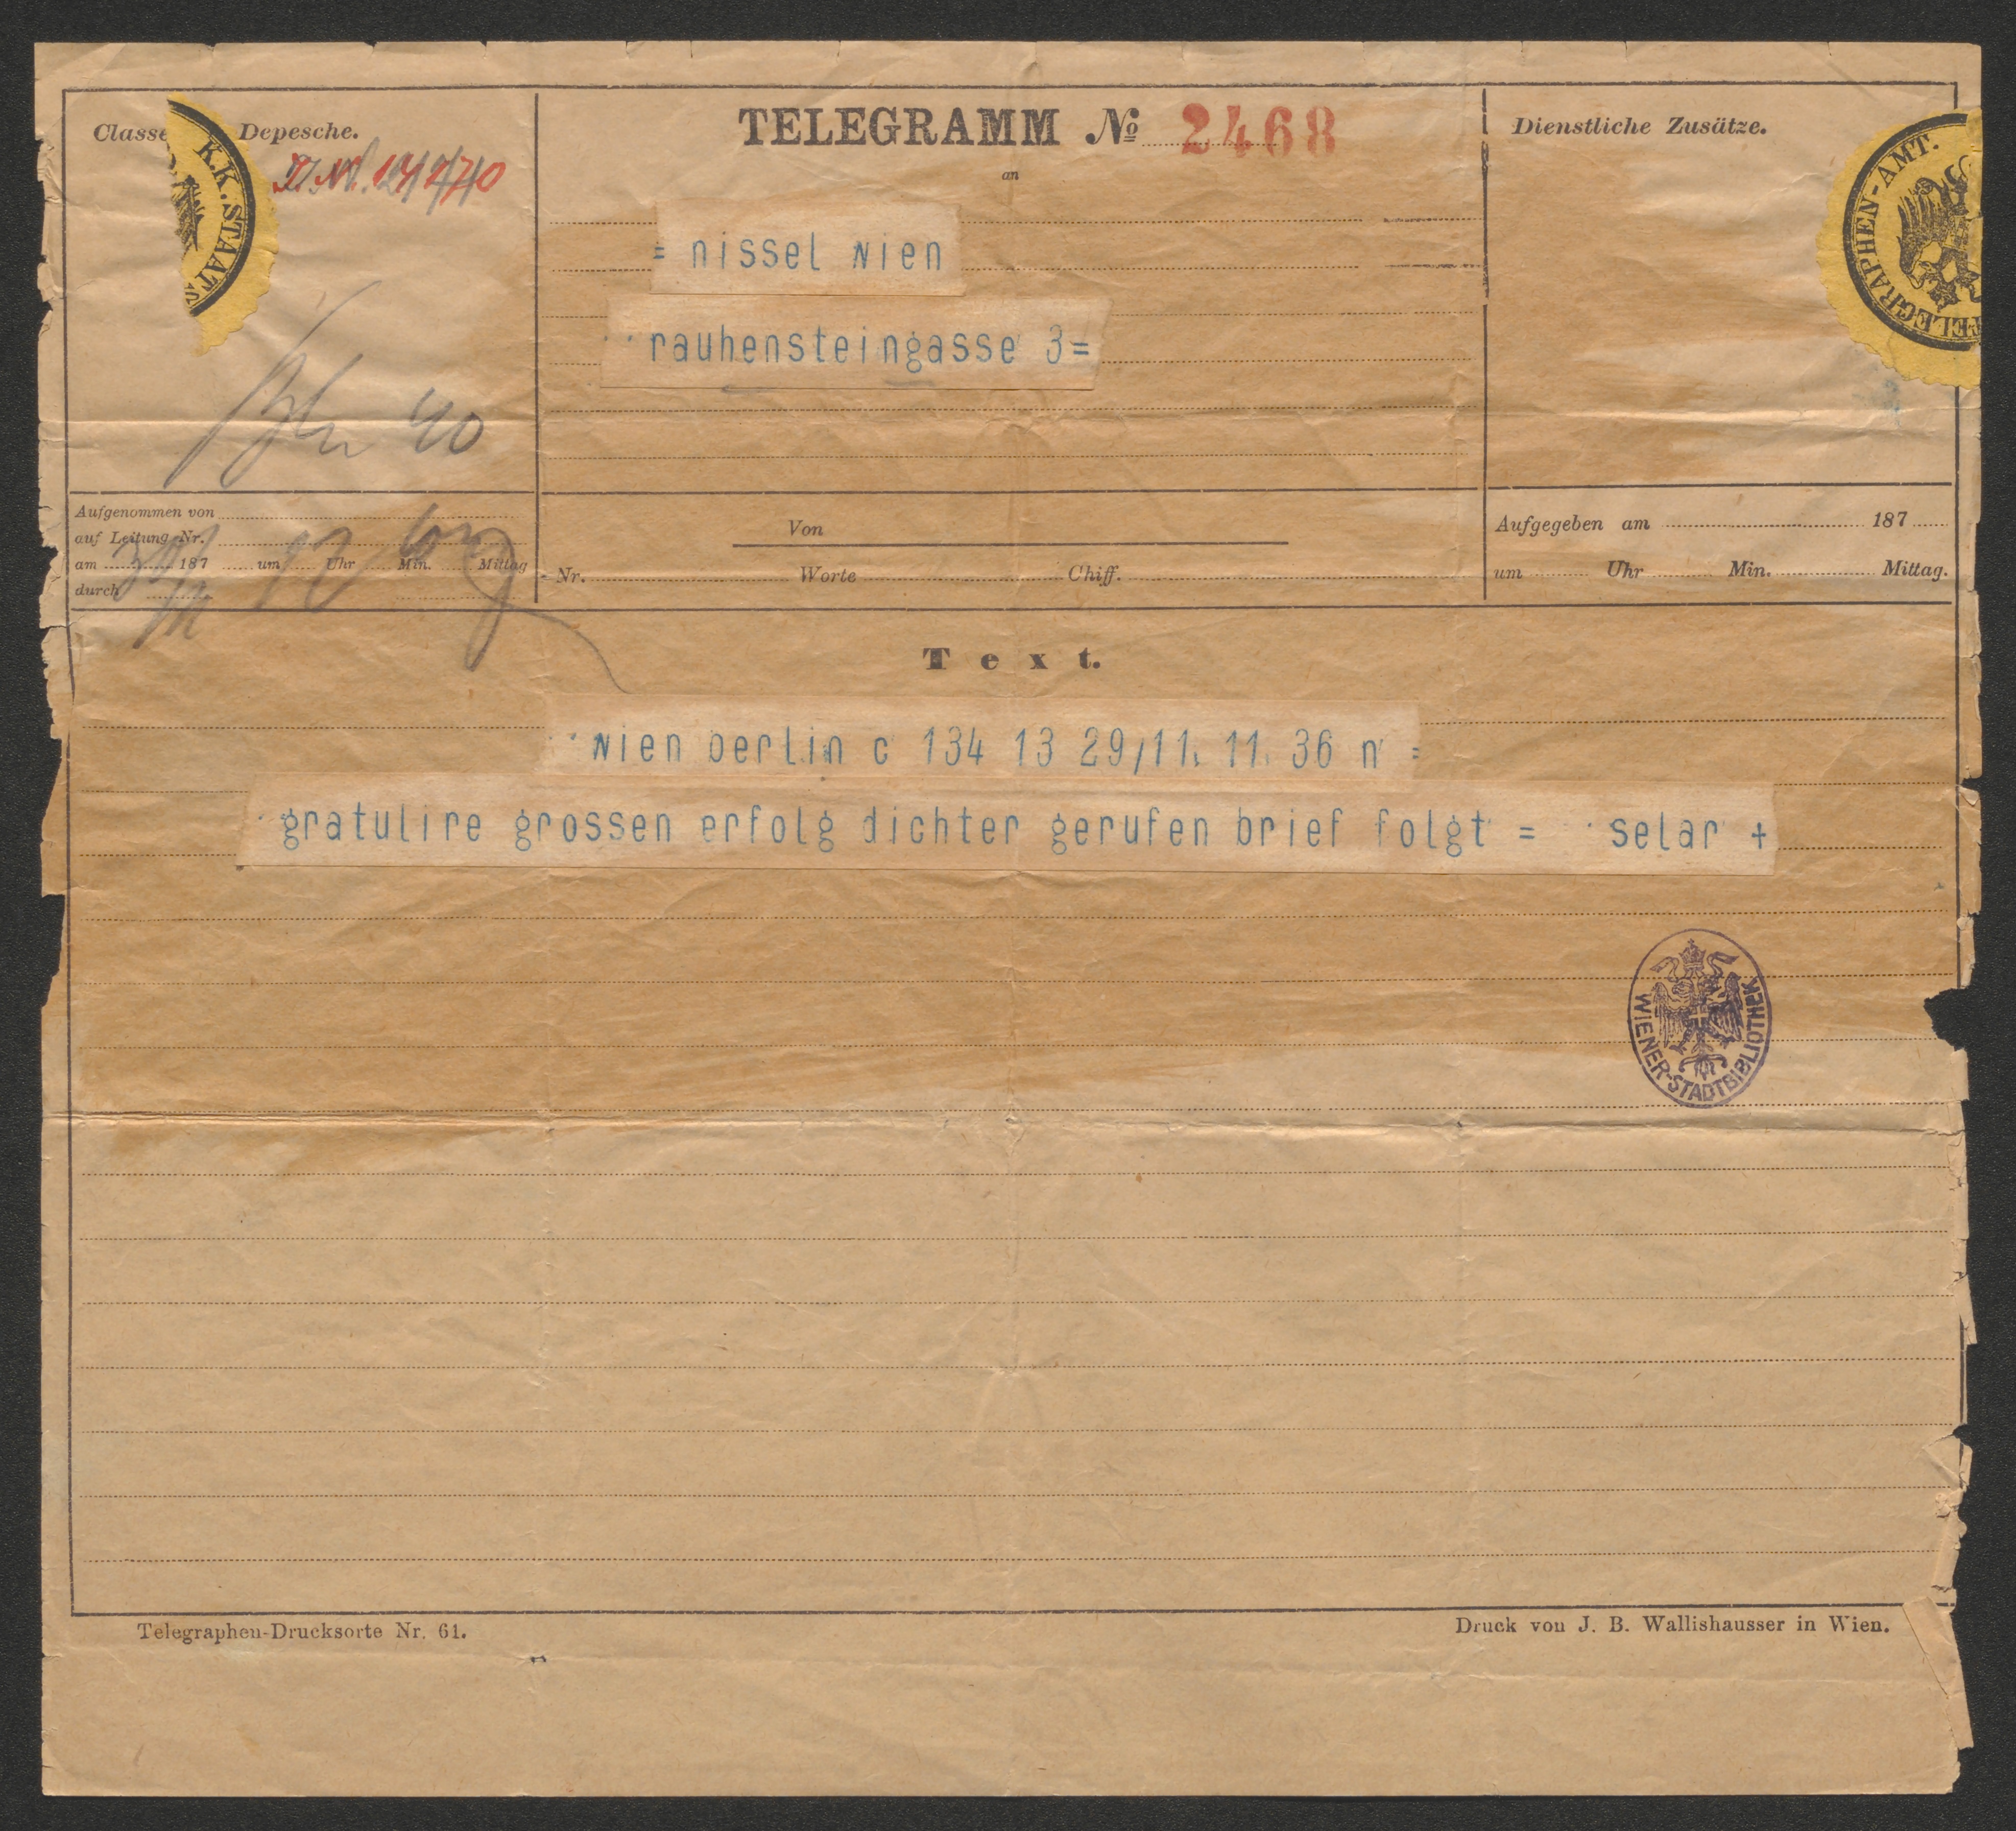 Classe Depesche.
TELEGRAMM № 2468
Dienstliche Zusätze.
K.K. STAATS
TELEGRAPHEN-AMT.
an
= nissel wien
rauhensteingasse 3=
40
Aufgenommen von
auf Leitung Nr.
am 187 um Uhr Min. Mittag
durch
Von
Nr. Worte Chiff.
Aufgegeben am 187
um Uhr Min. Mittag.
Text.
wien berlin c 134 13 29/11. 11. 36 n =
gratulire grossen erfolg dichter gerufen brief folgt = selar +
WIENER-STADTBIBLIOTHEK
Telegraphen-Drucksorte Nr. 61.
Druck von J. B. Wallishausser in Wien.